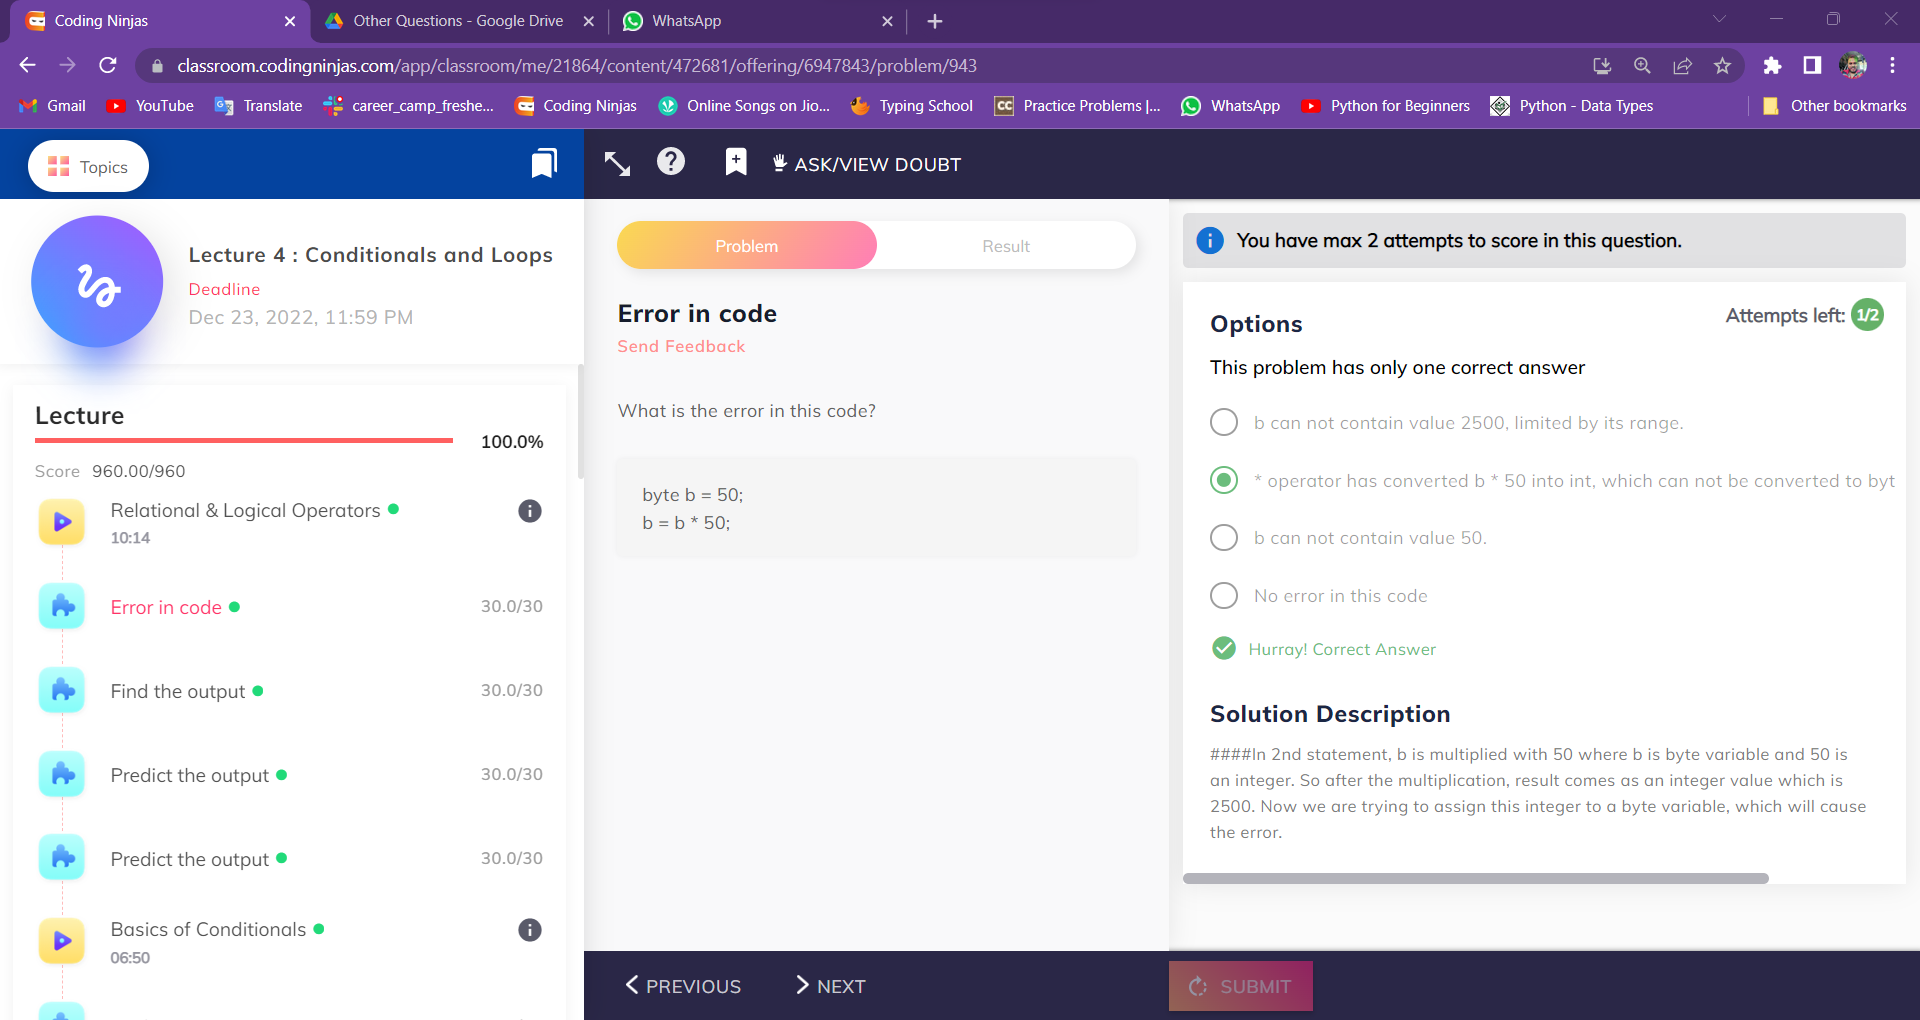 Coding Ninjas
Other Questions - Google Drive
WhatsApp
classroom.codingninjas.com/app/classroom/me/21864/content/472681/offering/6947843/problem/943
Gmail
YouTube
Translate
career_camp_freshe...
Coding Ninjas
Online Songs on Jio...
Typing School
CC
Practice Problems |...
WhatsApp
Python for Beginners
Python - Data Types
Other bookmarks
Topics
ASK/VIEW DOUBT
Lecture 4 : Conditionals and Loops
Deadline
Dec 23, 2022, 11:59 PM
Lecture
100.0%
Score 960.00/960
Relational & Logical Operators
10:14
Error in code
30.0/30
Find the output
30.0/30
Predict the output
30.0/30
Predict the output
30.0/30
Basics of Conditionals
06:50
Problem
Result
Error in code
Send Feedback
What is the error in this code?
byte b = 50;
b = b * 50;
PREVIOUS
NEXT
You have max 2 attempts to score in this question.
Options
Attempts left: 1/2
This problem has only one correct answer
b can not contain value 2500, limited by its range.
* operator has converted b * 50 into int, which can not be converted to byt
b can not contain value 50.
No error in this code
Hurray! Correct Answer
Solution Description
####In 2nd statement, b is multiplied with 50 where b is byte variable and 50 is
an integer. So after the multiplication, result comes as an integer value which is
2500. Now we are trying to assign this integer to a byte variable, which will cause
the error.
SUBMIT